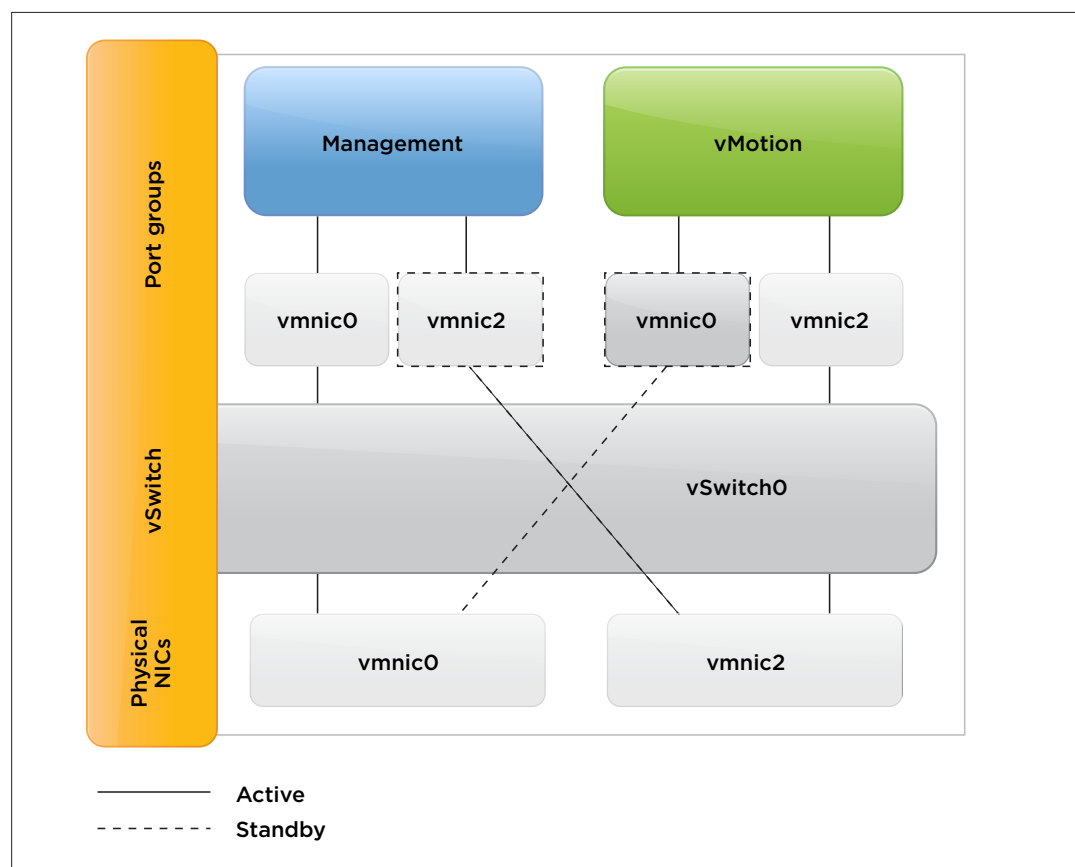 Port groups
vSwitch
Physical
NICs
Management
vMotion
vmnic0
vmnic2
vmnic0
vmnic2
vSwitch0
vmnic0
vmnic2
Active
Standby